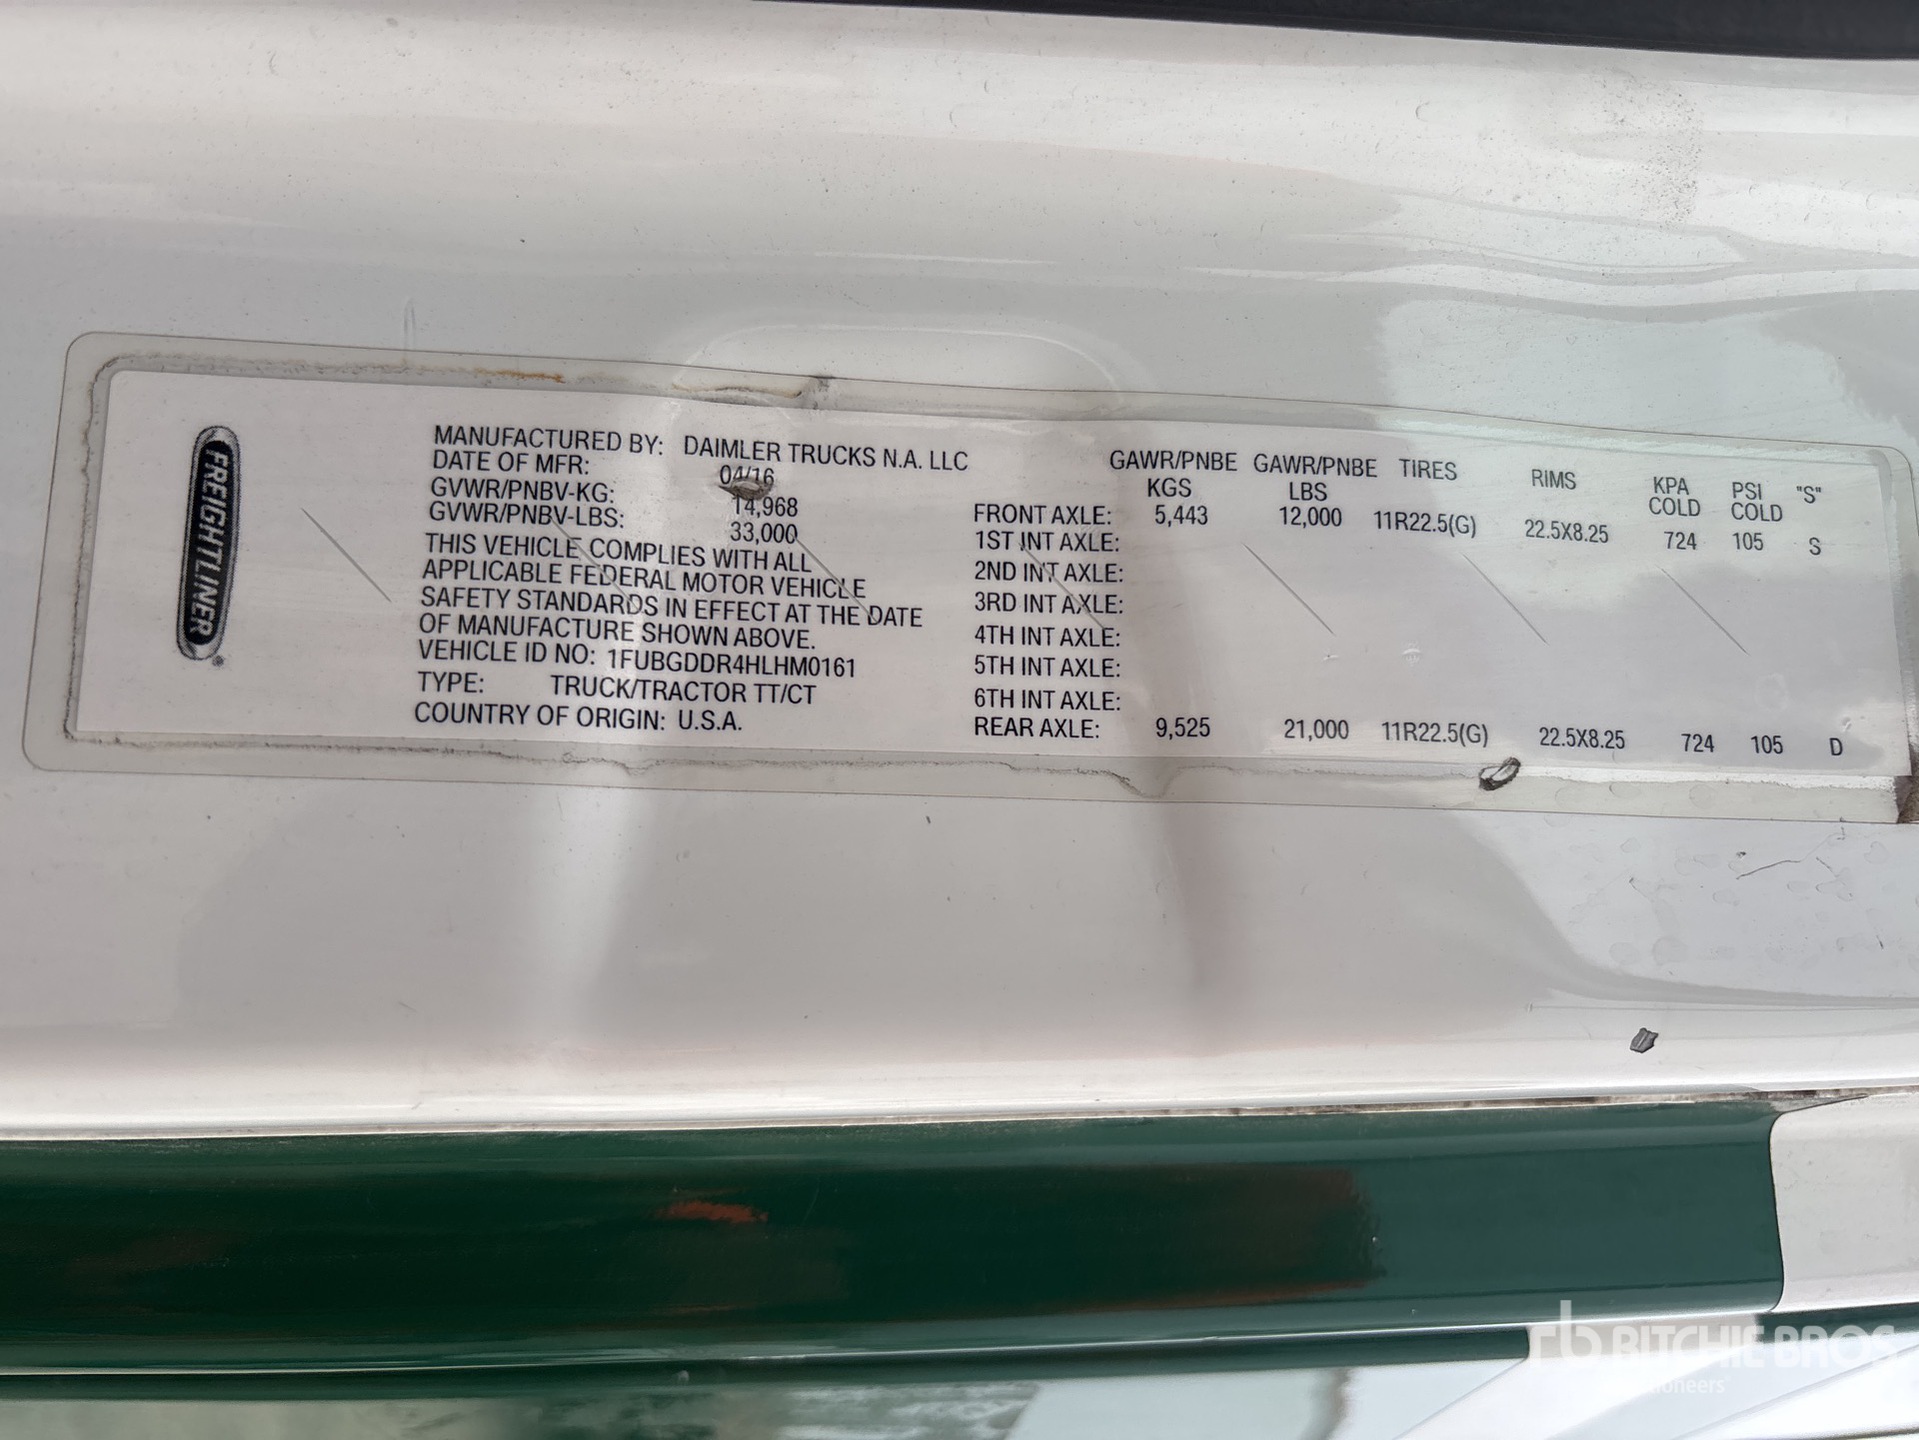 FREIGHTLINER
®
MANUFACTURED BY: DAIMLER TRUCKS N.A. LLC
DATE OF MFR: 04/16
GVWR/PNBV-KG: 14,968
GVWR/PNBV-LBS: 33,000
THIS VEHICLE COMPLIES WITH ALL
APPLICABLE FEDERAL MOTOR VEHICLE
SAFETY STANDARDS IN EFFECT AT THE DATE
OF MANUFACTURE SHOWN ABOVE.
VEHICLE ID NO: 1FUBGDDR4HLHM0161
TYPE: TRUCK/TRACTOR TT/CT
COUNTRY OF ORIGIN: U.S.A.
GAWR/PNBE GAWR/PNBE TIRES RIMS KPA PSI "S"
KGS LBS COLD COLD
FRONT AXLE: 5,443 12,000 11R22.5(G) 22.5X8.25 724 105 S
1ST INT AXLE:
2ND INT AXLE:
3RD INT AXLE:
4TH INT AXLE:
5TH INT AXLE:
6TH INT AXLE:
REAR AXLE: 9,525 21,000 11R22.5(G) 22.5X8.25 724 105 D
rb RITCHIE BROS